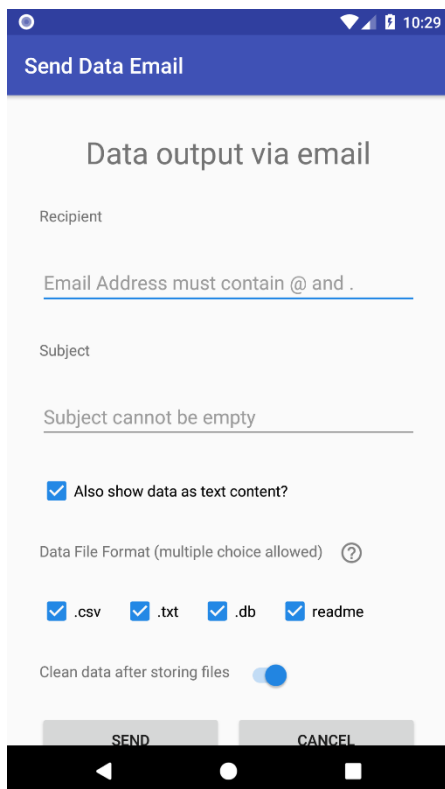 10:29
Send Data Email
Data output via email
Recipient
Email Address must contain @ and .
Subject
Subject cannot be empty
Also show data as text content?
Data File Format (multiple choice allowed) ?
.csv .txt .db readme
Clean data after storing files
SEND CANCEL